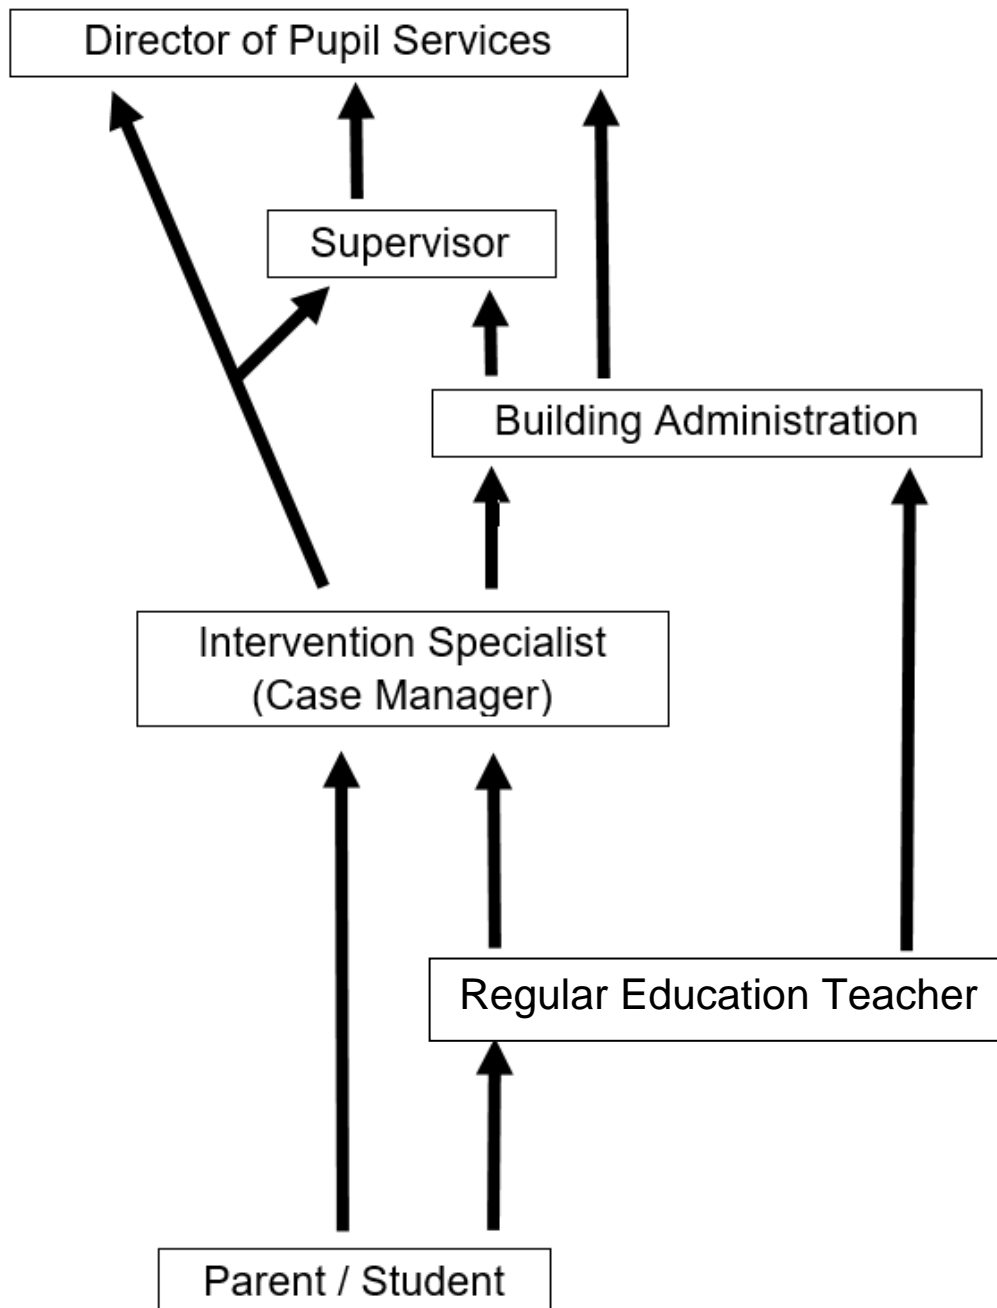 Director of Pupil Services
Supervisor
Building Administration
Intervention Specialist
(Case Manager)
Regular Education Teacher
Parent / Student